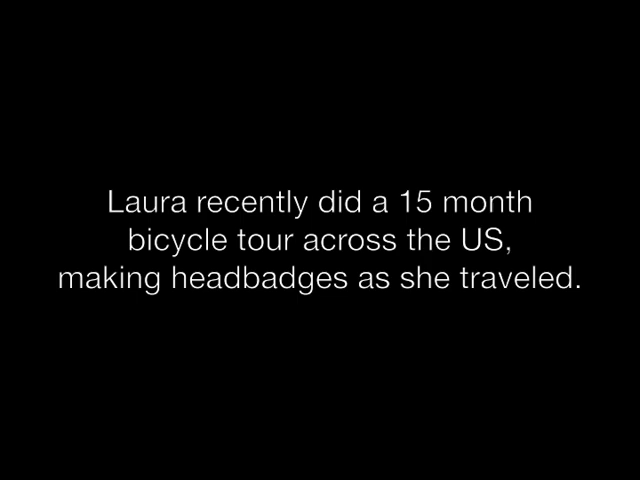 Laura recently did a 15 month
bicycle tour across the US,
making headbadges as she traveled.